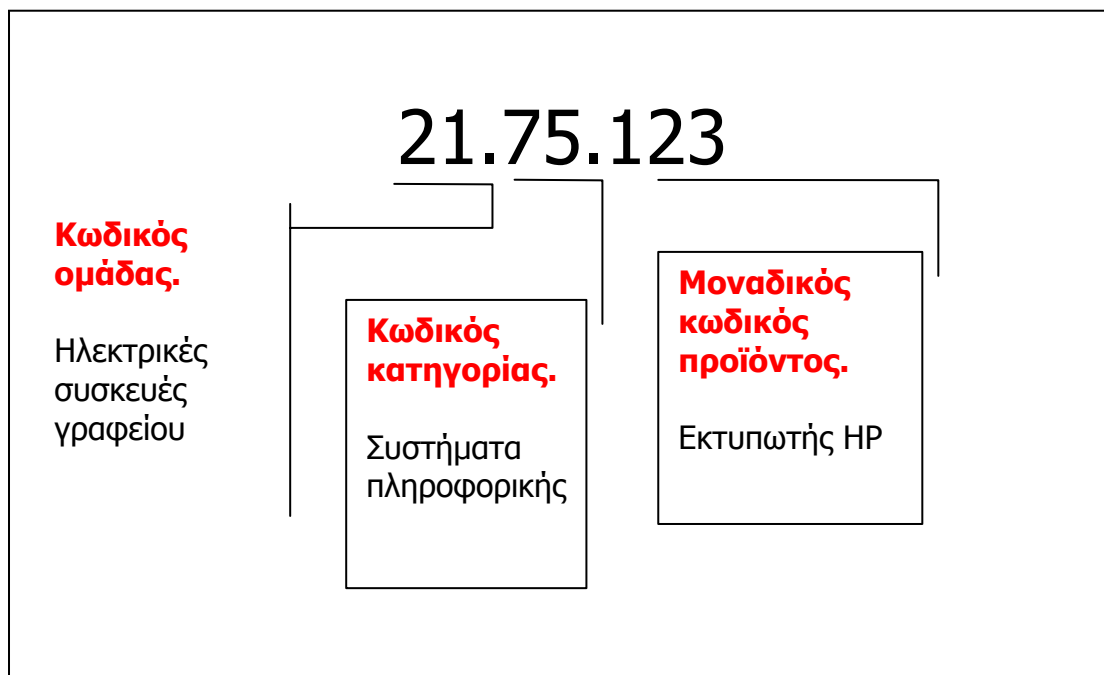 21.75.123
Κωδικός
ομάδας.
Ηλεκτρικές
συσκευές
γραφείου
Κωδικός
κατηγορίας.
Συστήματα
πληροφορικής
Μοναδικός
κωδικός
προϊόντος.
Εκτυπωτής HP